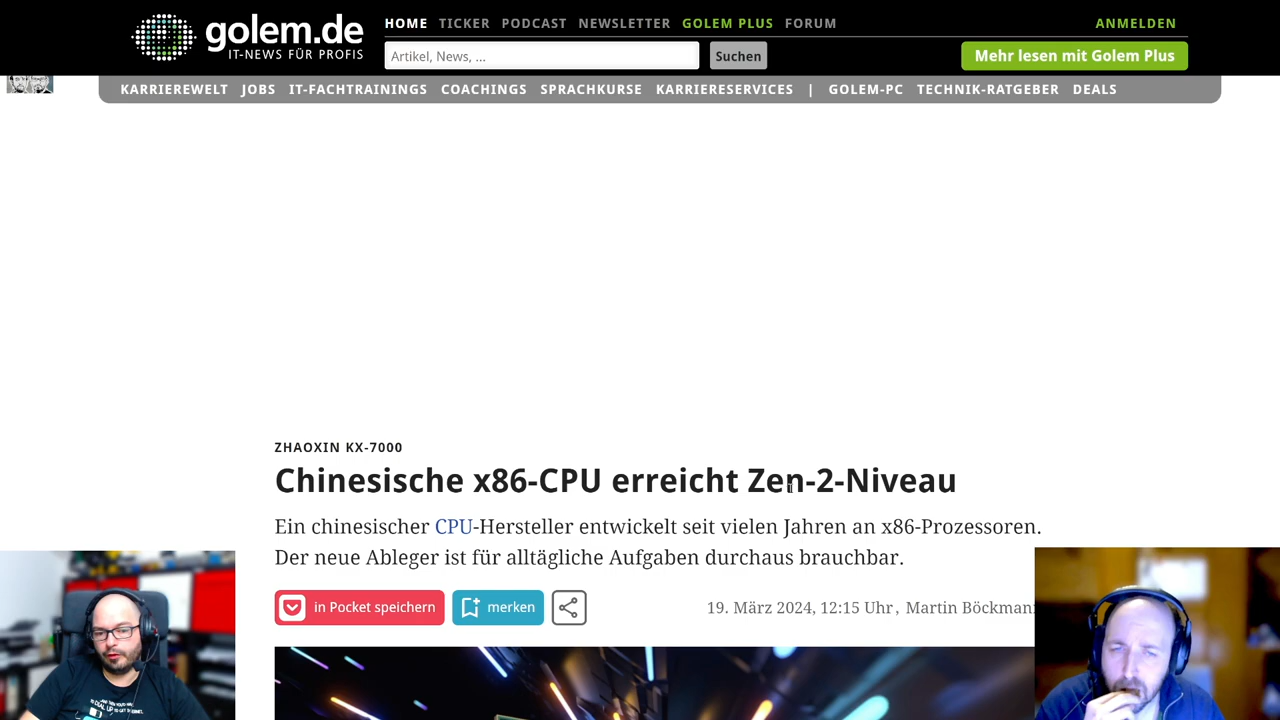 golem.de
IT-NEWS FÜR PROFIS
HOME TICKER PODCAST NEWSLETTER GOLEM PLUS FORUM
ANMELDEN
Artikel, News, ...
Suchen
Mehr lesen mit Golem Plus
KARRIEREWELT JOBS IT-FACHTRAININGS COACHINGS SPRACHKURSE KARRIERESERVICES | GOLEM-PC TECHNIK-RATGEBER DEALS
ZHAOXIN KX-7000
Chinesische x86-CPU erreicht Zen-2-Niveau
Ein chinesischer CPU-Hersteller entwickelt seit vielen Jahren an x86-Prozessoren.
Der neue Ableger ist für alltägliche Aufgaben durchaus brauchbar.
in Pocket speichern
merken
19. März 2024, 12:15 Uhr, Martin